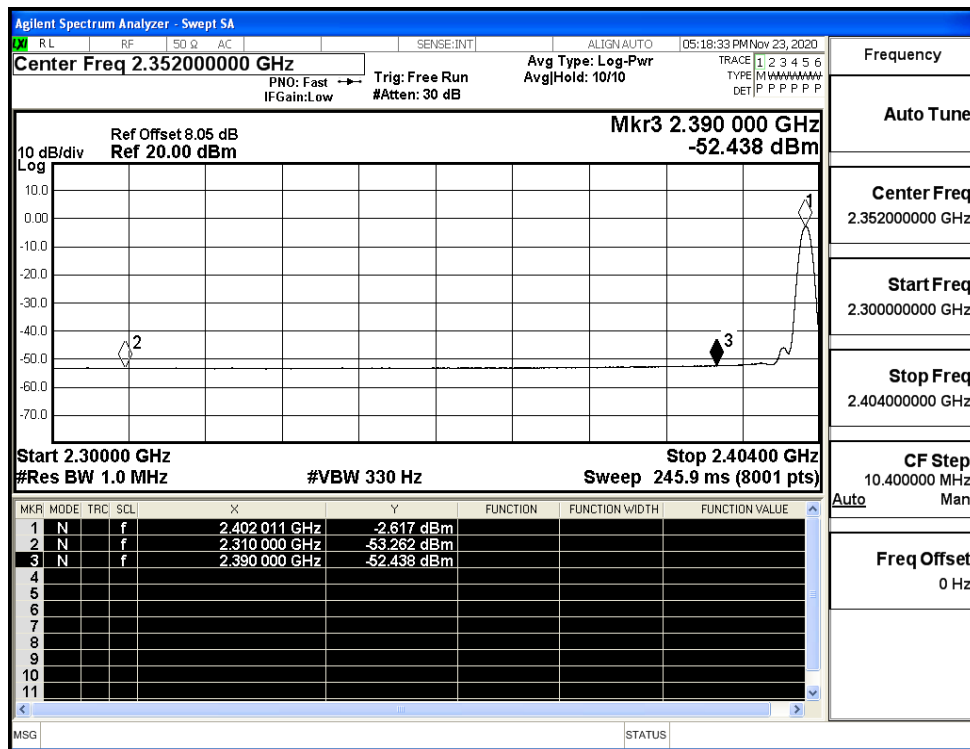 Agilent Spectrum Analyzer - Swept SA
LXI RL RF 50 Ω AC SENSE:INT ALIGN AUTO 05:18:33 PM Nov 23, 2020
Center Freq 2.352000000 GHz
PNO: Fast
IFGain:Low
Trig: Free Run
#Atten: 30 dB
Avg Type: Log-Pwr
Avg|Hold: 10/10
TRACE 1 2 3 4 5 6
TYPE MWWWWW
DET P P P P P P
Mkr3 2.390 000 GHz
-52.438 dBm
Ref Offset 8.05 dB
10 dB/div Ref 20.00 dBm
Log
10.0
0.00
-10.0
-20.0
-30.0
-40.0
-50.0
-60.0
-70.0
1
2
3
Start 2.30000 GHz Stop 2.40400 GHz
#Res BW 1.0 MHz #VBW 330 Hz Sweep 245.9 ms (8001 pts)
MKR MODE TRC SCL X Y FUNCTION FUNCTION WIDTH FUNCTION VALUE
1 N f 2.402 011 GHz -2.617 dBm
2 N f 2.310 000 GHz -53.262 dBm
3 N f 2.390 000 GHz -52.438 dBm
4
5
6
7
8
9
10
11
MSG STATUS
Frequency
Auto Tune
Center Freq
2.352000000 GHz
Start Freq
2.300000000 GHz
Stop Freq
2.404000000 GHz
CF Step
10.400000 MHz
Auto Man
Freq Offset
0 Hz